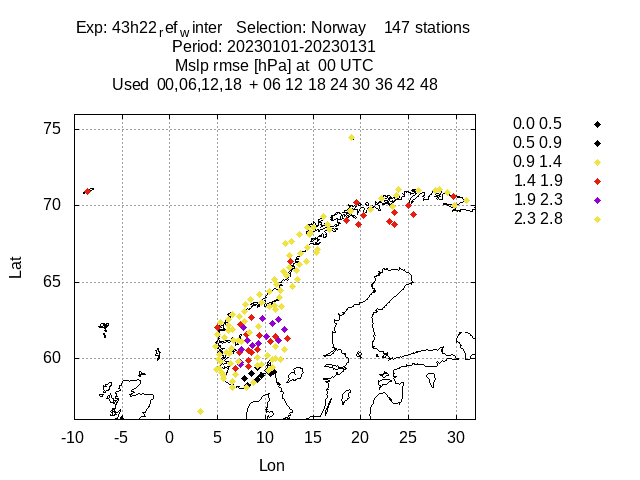 Exp: 43h22refwinter   Selection: Norway    147 stations
Period: 20230101-20230131
Mslp rmse [hPa] at  00 UTC
Used  00,06,12,18  + 06 12 18 24 30 36 42 48
0.0 0.5
0.5 0.9
0.9 1.4
1.4 1.9
1.9 2.3
2.3 2.8
75
70
65
60
Lat
-10 -5 0 5 10 15 20 25 30
Lon